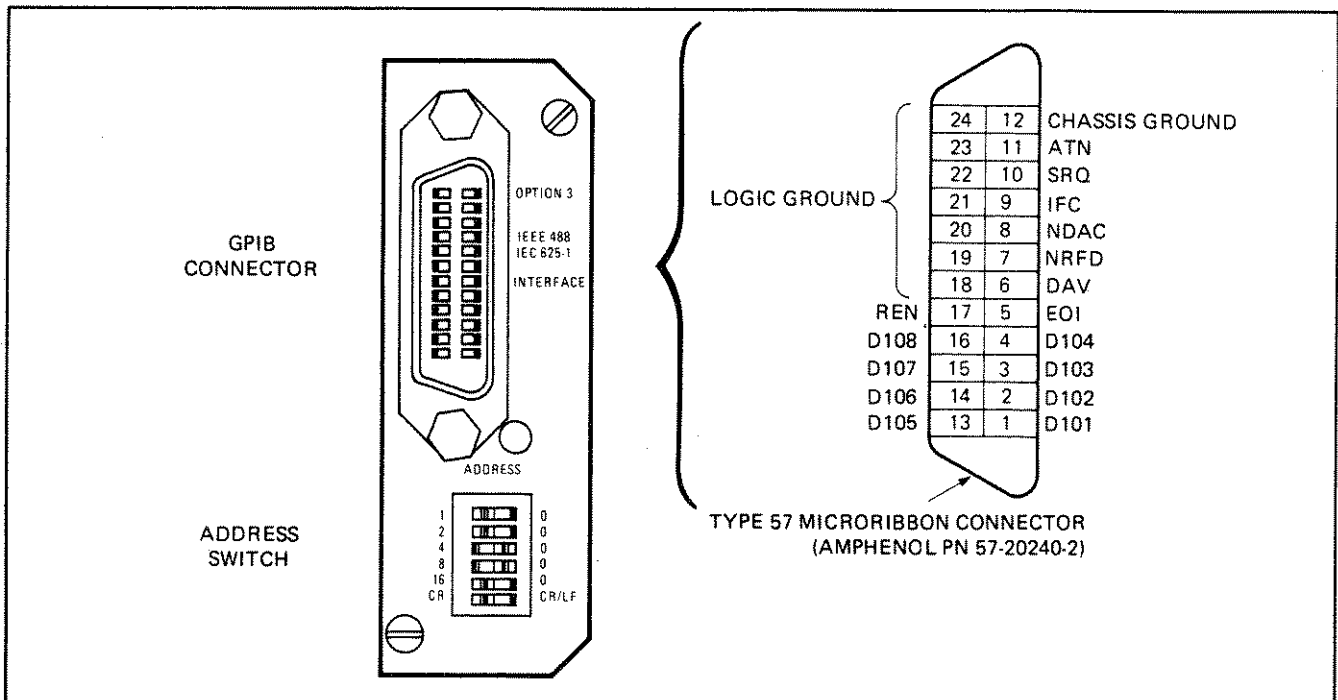 GPIB
CONNECTOR
OPTION 3
IEEE 488
IEC 625-1
INTERFACE
ADDRESS
ADDRESS
SWITCH
1 0
2 0
4 0
8 0
16 0
CR CR/LF
LOGIC GROUND
24 12 CHASSIS GROUND
23 11 ATN
22 10 SRQ
21 9 IFC
20 8 NDAC
19 7 NRFD
18 6 DAV
REN 17 5 EOI
D108 16 4 D104
D107 15 3 D103
D106 14 2 D102
D105 13 1 D101
TYPE 57 MICRORIBBON CONNECTOR
(AMPHENOL PN 57-20240-2)